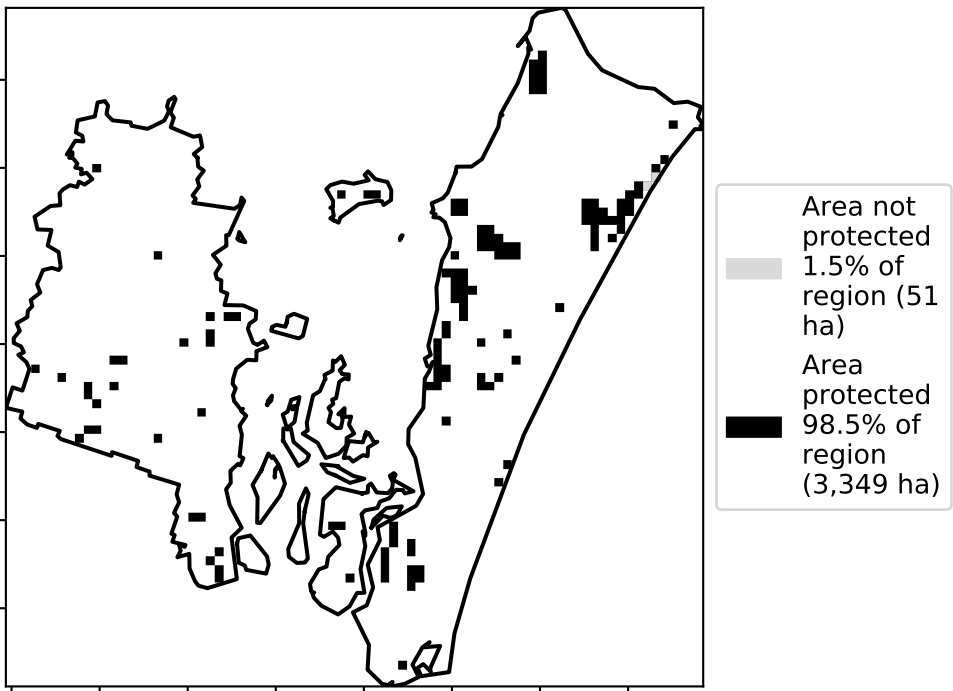 Area not
protected
1.5% of
region (51
ha)
Area
protected
98.5% of
region
(3,349 ha)